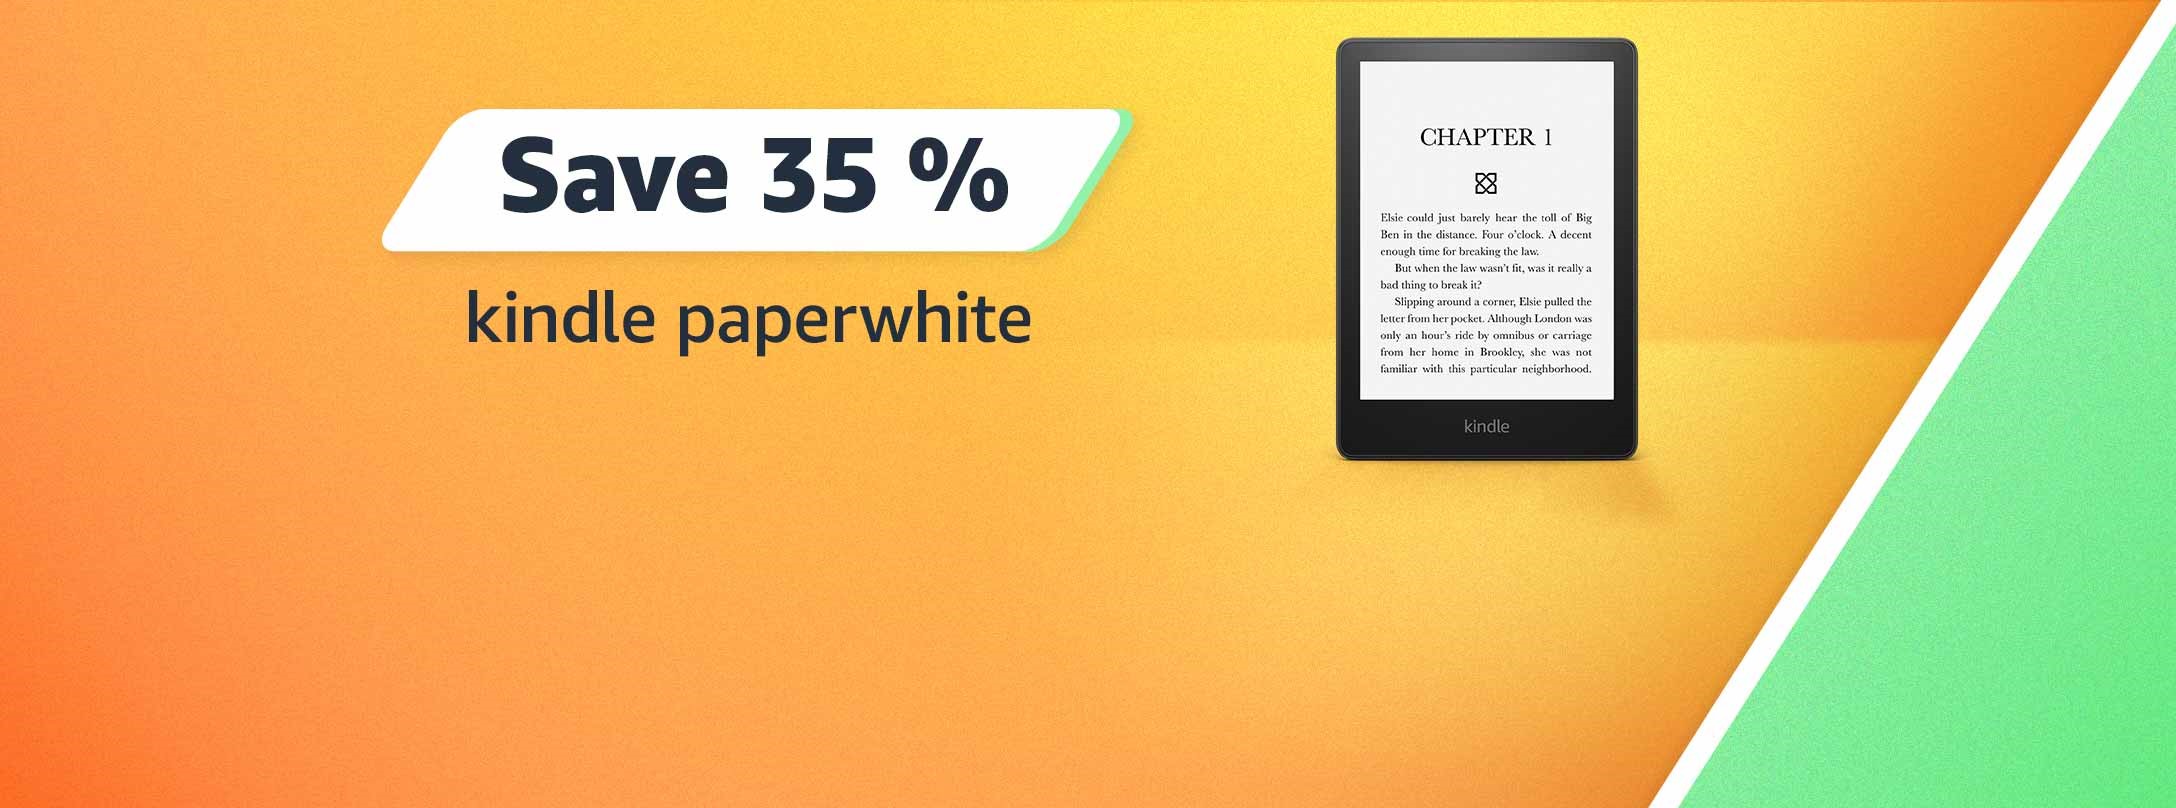 Save 35 %
kindle paperwhite
CHAPTER 1
Elsie could just barely hear the toll of Big
Ben in the distance. Four o’clock. A decent
enough time for breaking the law.
But when the law wasn’t fit, was it really a
bad thing to break it?
Slipping around a corner, Elsie pulled the
letter from her pocket. Although London was
only an hour’s ride by omnibus or carriage
from her home in Brookley, she was not
familiar with this particular neighborhood.
kindle